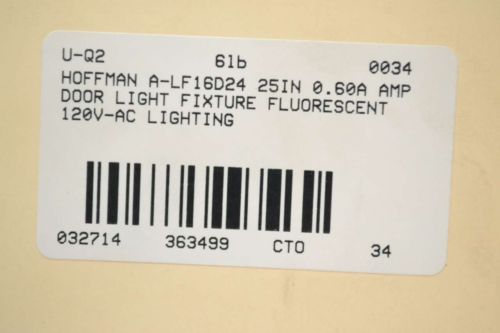 U-Q2 6lb 0034
HOFFMAN A-LF16D24 25IN 0.60A AMP
DOOR LIGHT FIXTURE FLUORESCENT
120V-AC LIGHTING
032714 363499 CTO 34